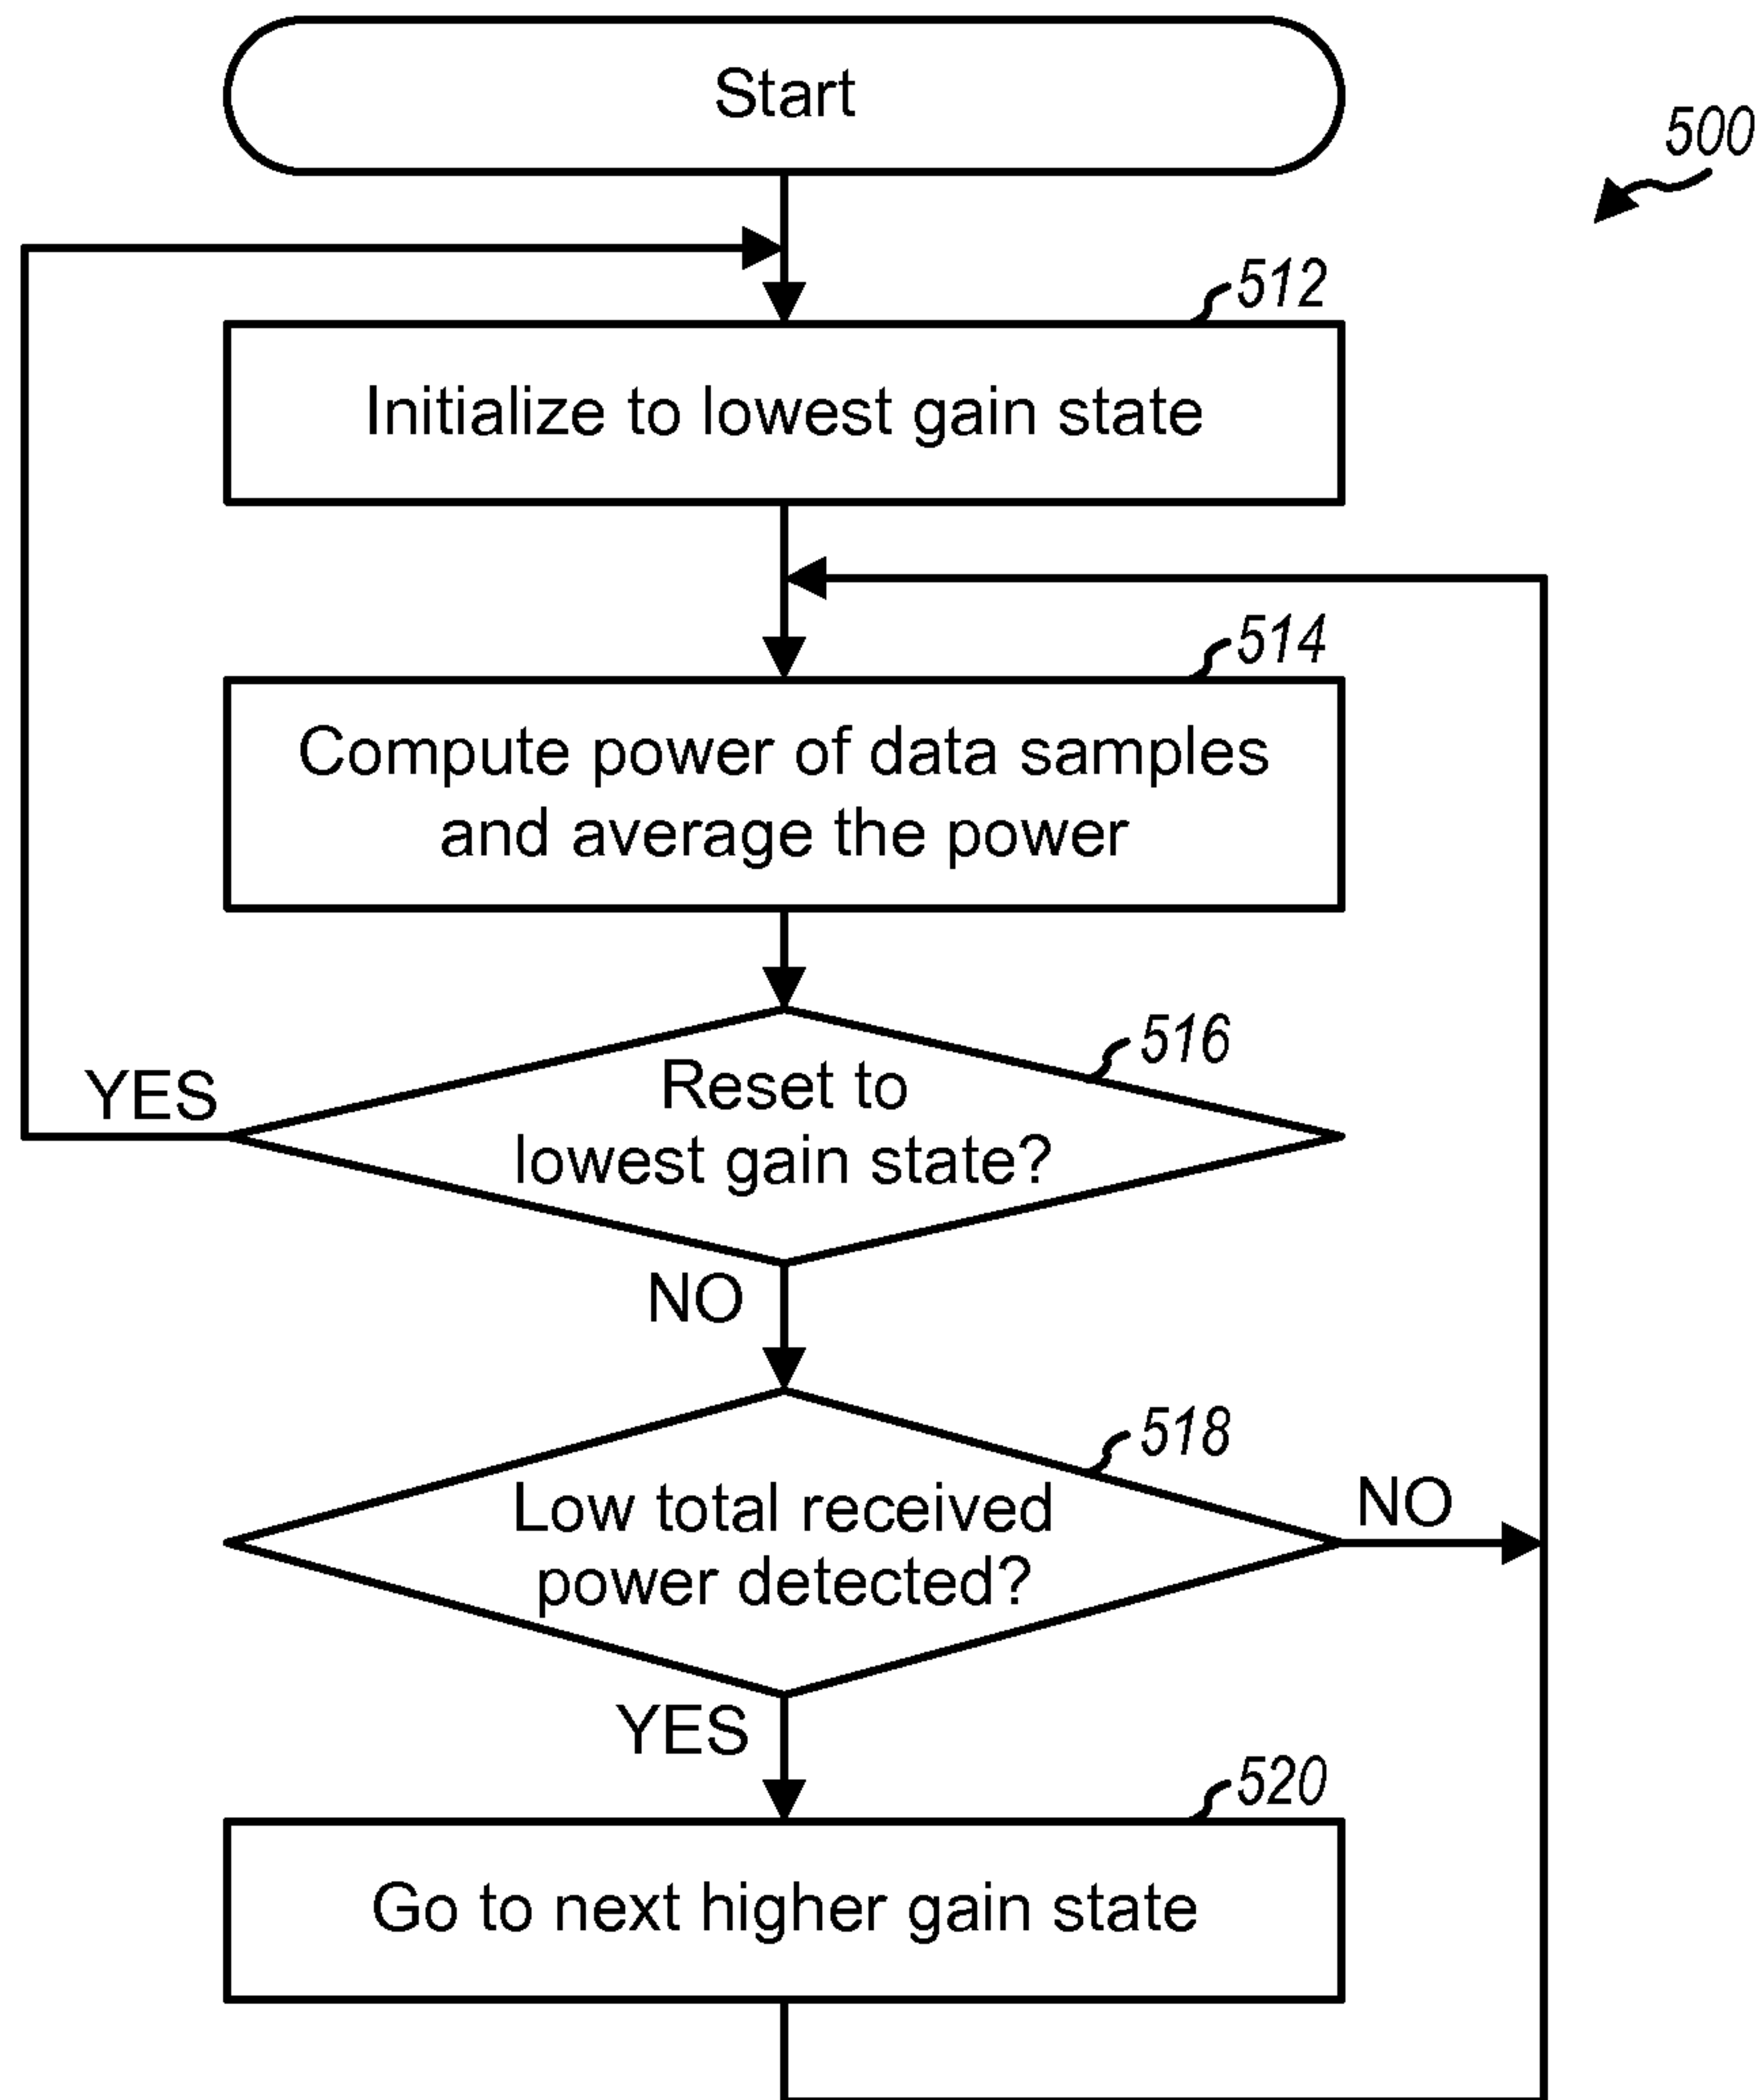 Start
500
512
Initialize to lowest gain state
514
Compute power of data samples
and average the power
516
Reset to
lowest gain state?
YES
NO
518
Low total received
power detected?
NO
YES
520
Go to next higher gain state